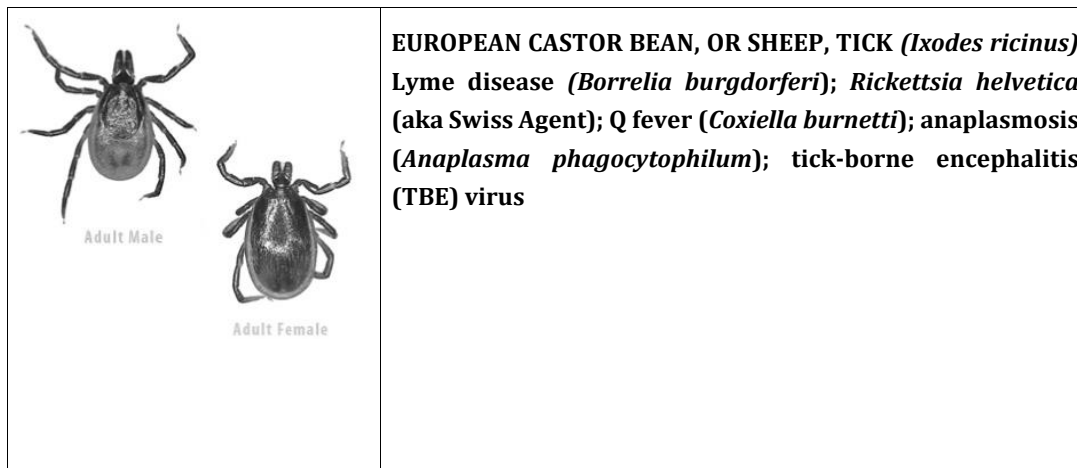 Adult Male
Adult Female
EUROPEAN CASTOR BEAN, OR SHEEP, TICK (Ixodes ricinus)
Lyme disease (Borrelia burgdorferi); Rickettsia helvetica
(aka Swiss Agent); Q fever (Coxiella burnetti); anaplasmosis
(Anaplasma phagocytophilum); tick-borne encephalitis
(TBE) virus